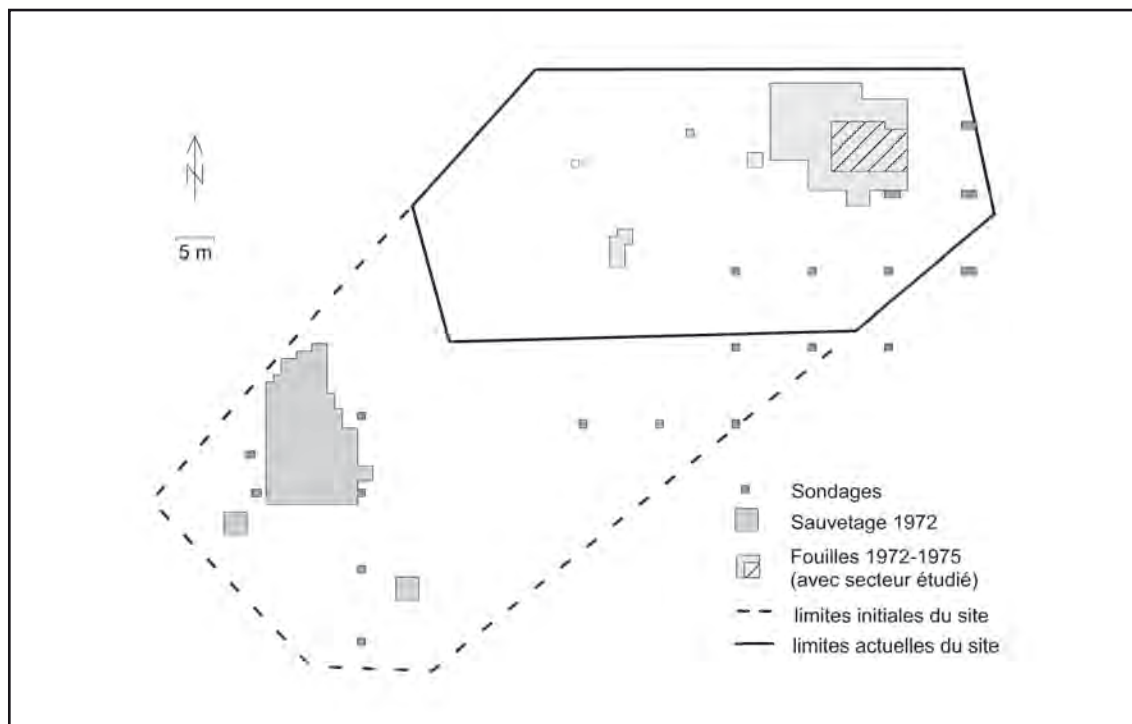 N
5 m
Sondages
Sauvetage 1972
Fouilles 1972-1975
(avec secteur étudié)
limites initiales du site
limites actuelles du site